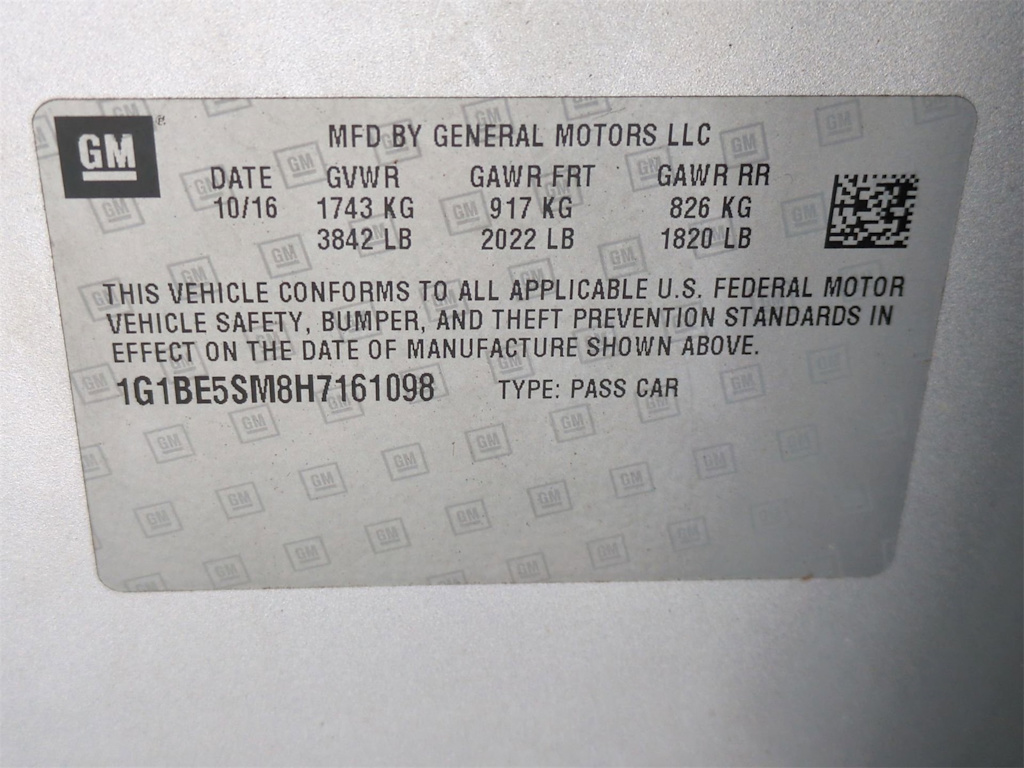 GM
MFD BY GENERAL MOTORS LLC
DATE GVWR GAWR FRT GAWR RR
10/16 1743 KG 917 KG 826 KG
3842 LB 2022 LB 1820 LB
THIS VEHICLE CONFORMS TO ALL APPLICABLE U.S. FEDERAL MOTOR
VEHICLE SAFETY, BUMPER, AND THEFT PREVENTION STANDARDS IN
EFFECT ON THE DATE OF MANUFACTURE SHOWN ABOVE.
1G1BE5SM8H7161098 TYPE: PASS CAR